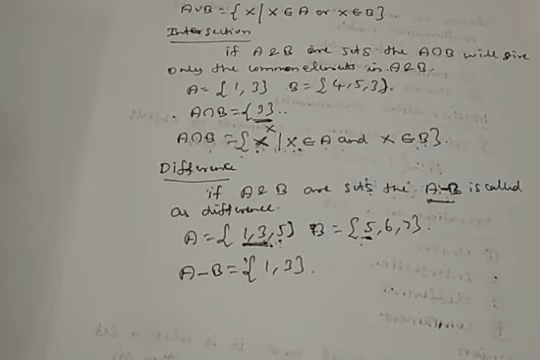 A∪B = { x | x ∈ A or x ∈ B }
Intersection
if A & B are sets the A∩B will give
only the common elements in A & B.
A = { 1, 3 } B = { 4, 5, 3 }.
A∩B = { 3 } ..
A∩B = { x | x ∈ A and x ∈ B }.
Difference
if A & B are sets the A-B is called
as difference.
A = { 1, 3, 5 } B = { 5, 6, 7 }.
A-B = { 1, 3 }.